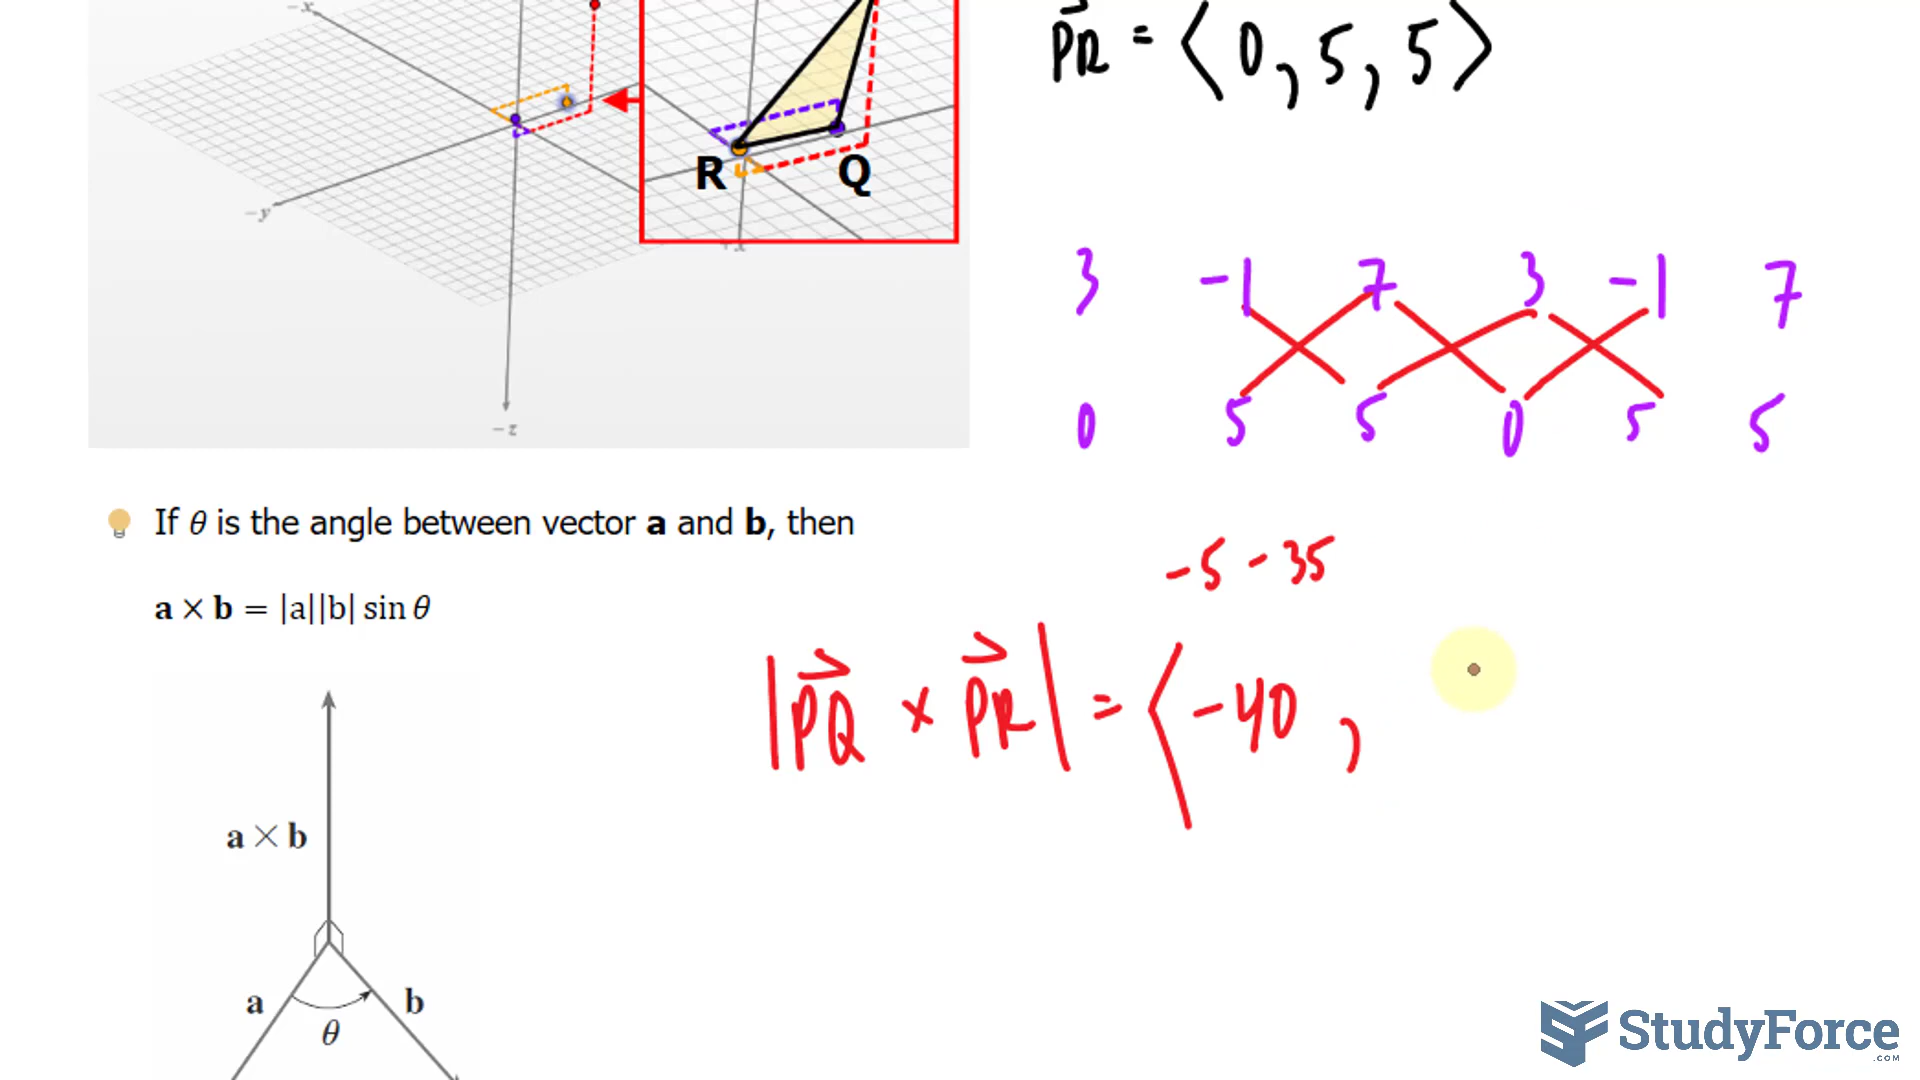 -x
PR = ⟨0, 5, 5⟩
R
Q
-y
3 -1 7 3 -1 7
0 5 5 0 5 5
-z
If θ is the angle between vector a and b, then
-5 - 35
a × b = |a||b| sin θ
|PQ × PR| = ⟨-40,
a × b
a
b
θ
StudyForce
.COM